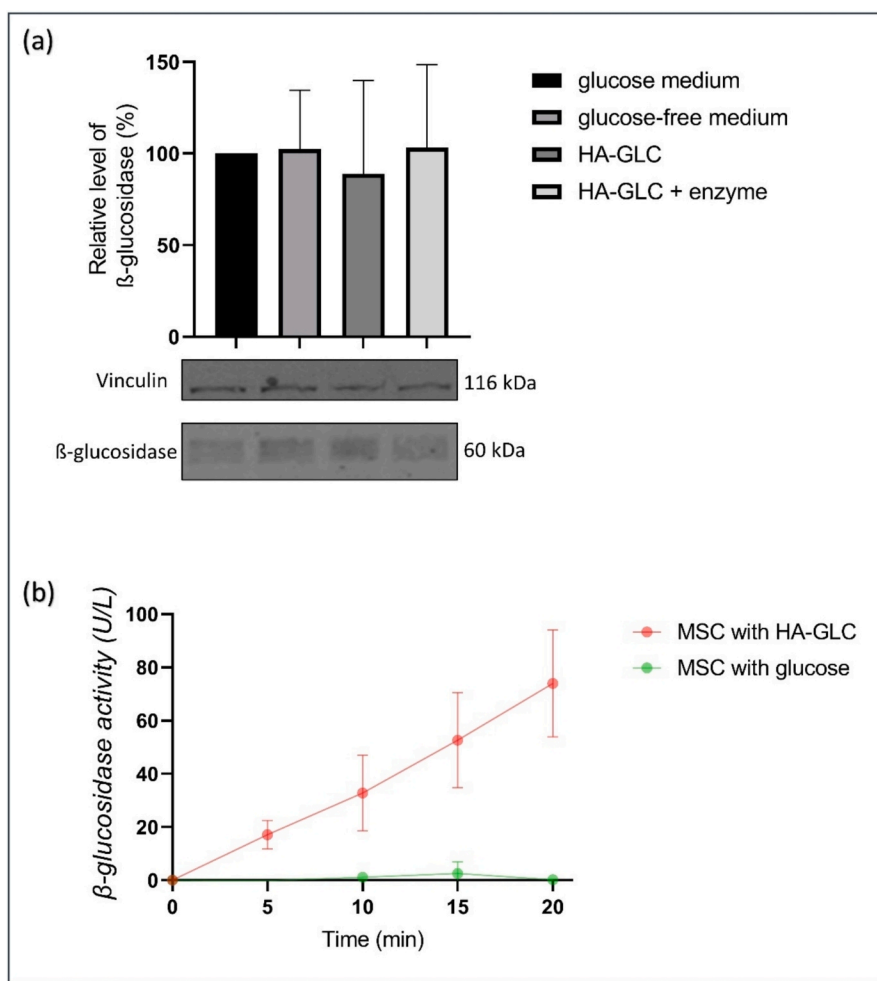 (a)
150
100
50
0
Relative level of
ß-glucosidase (%)
glucose medium
glucose-free medium
HA-GLC
HA-GLC + enzyme
Vinculin
116 kDa
ß-glucosidase
60 kDa
(b)
β-glucosidase activity (U/L)
100
80
60
40
20
0
0 5 10 15 20
Time (min)
MSC with HA-GLC
MSC with glucose